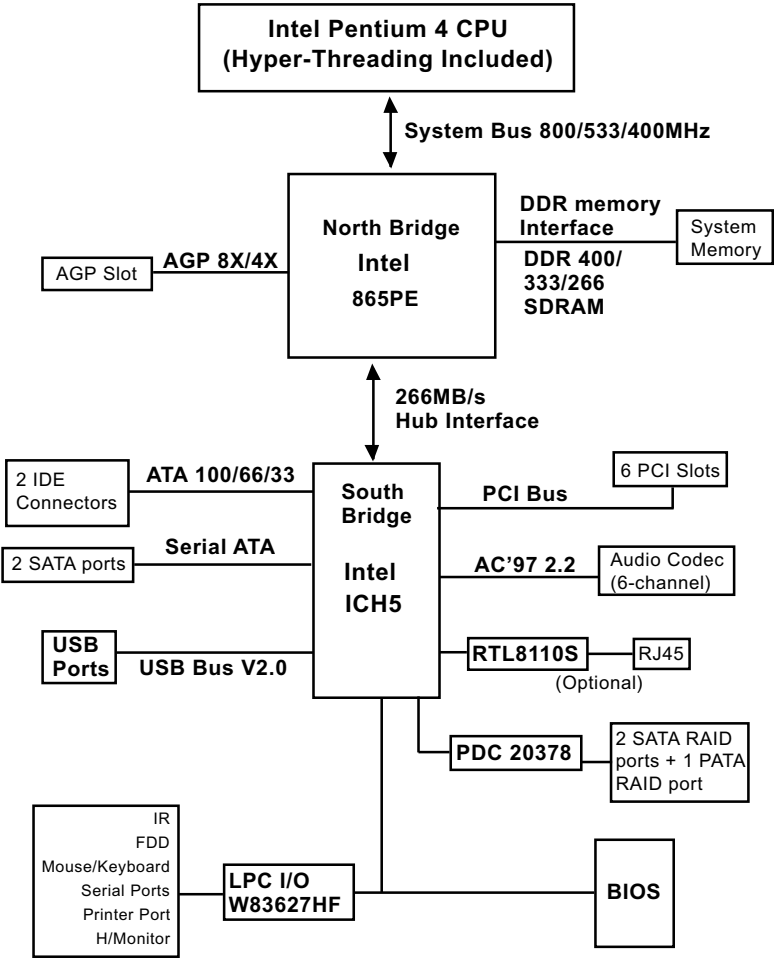 Intel Pentium 4 CPU
(Hyper-Threading Included)
System Bus 800/533/400MHz
North Bridge
Intel
865PE
DDR memory
Interface
DDR 400/
333/266
SDRAM
System
Memory
AGP Slot
AGP 8X/4X
266MB/s
Hub Interface
2 IDE
Connectors
ATA 100/66/33
South
Bridge
Intel
ICH5
PCI Bus
6 PCI Slots
2 SATA ports
Serial ATA
AC’97 2.2
Audio Codec
(6-channel)
USB
Ports
USB Bus V2.0
RTL8110S
(Optional)
RJ45
PDC 20378
2 SATA RAID
ports + 1 PATA
RAID port
IR
FDD
Mouse/Keyboard
Serial Ports
Printer Port
H/Monitor
LPC I/O
W83627HF
BIOS